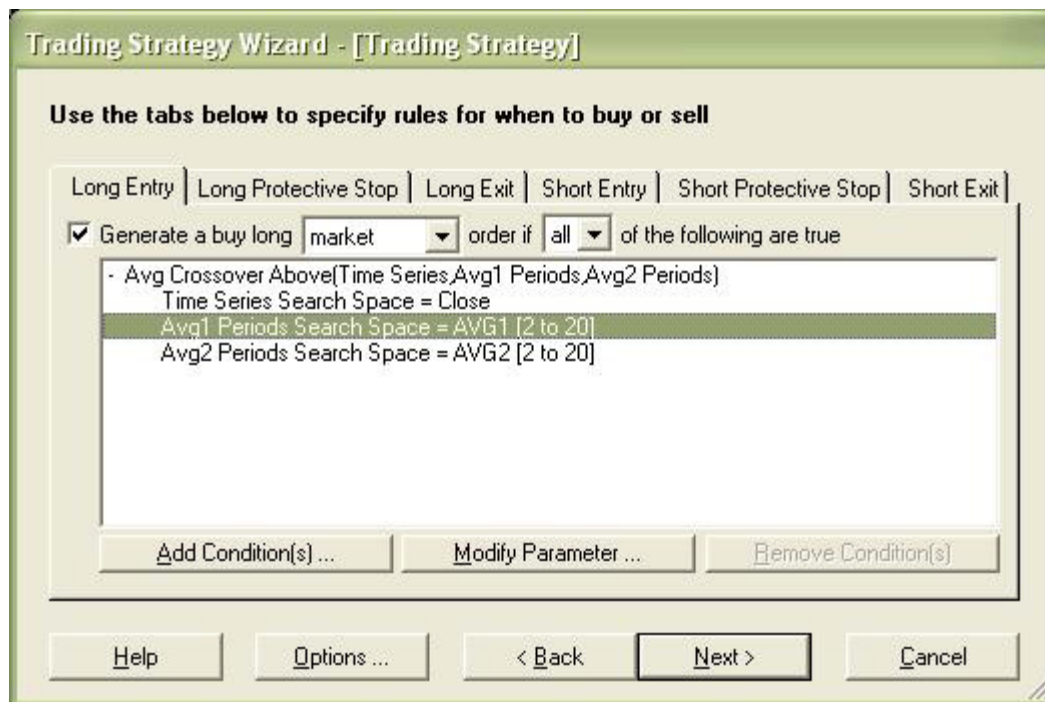 Trading Strategy Wizard - [Trading Strategy]
Use the tabs below to specify rules for when to buy or sell
Long Entry Long Protective Stop Long Exit Short Entry Short Protective Stop Short Exit
Generate a buy long market order if all of the following are true
- Avg Crossover Above(Time Series,Avg1 Periods,Avg2 Periods)
Time Series Search Space = Close
Avg1 Periods Search Space = AVG1 [2 to 20]
Avg2 Periods Search Space = AVG2 [2 to 20]
Add Condition(s) ... Modify Parameter ... Remove Condition(s)
Help Options ... < Back Next > Cancel